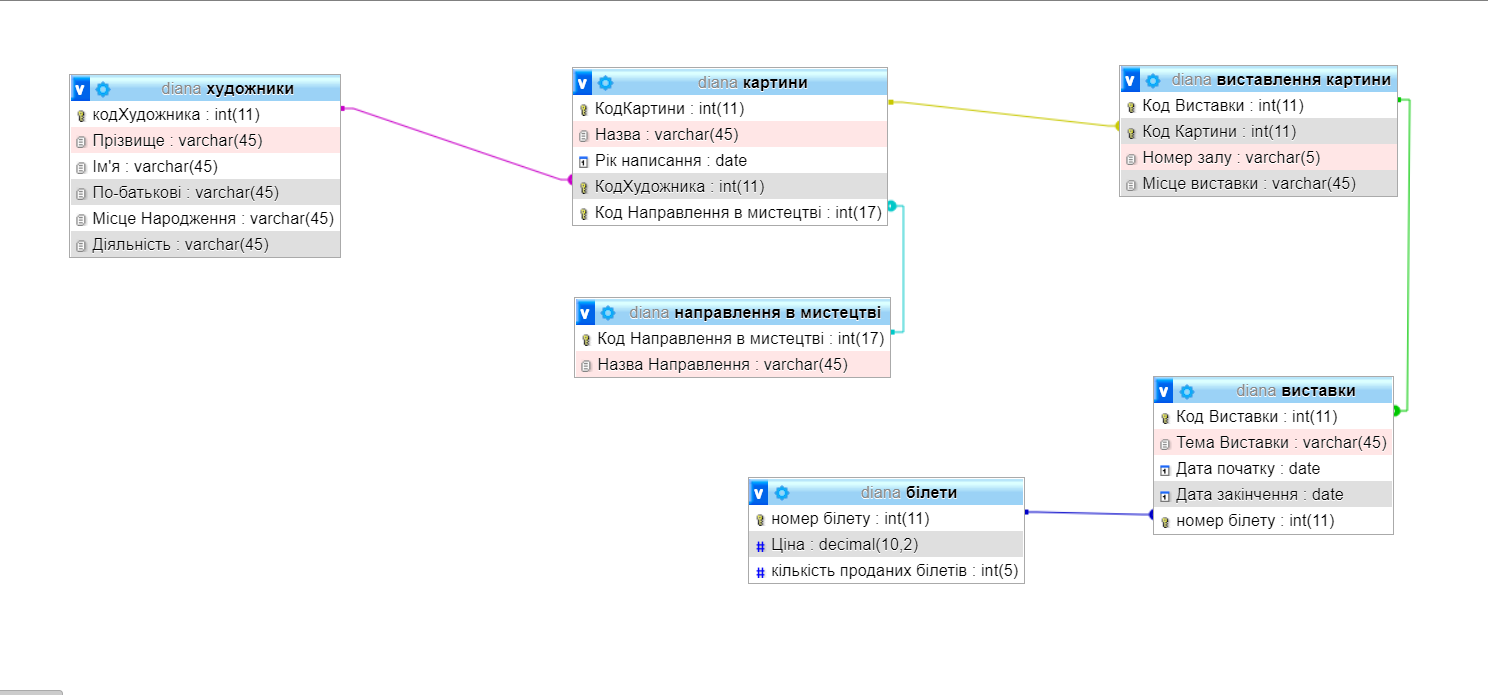 v diana художники
кодХудожника : int(11)
Прізвище : varchar(45)
Ім'я : varchar(45)
По-батькові : varchar(45)
Місце Народження : varchar(45)
Діяльність : varchar(45)
v diana картини
КодКартини : int(11)
Назва : varchar(45)
Рік написання : date
КодХудожника : int(11)
Код Направлення в мистецтві : int(17)
v diana виставлення картини
Код Виставки : int(11)
Код Картини : int(11)
Номер залу : varchar(5)
Місце виставки : varchar(45)
v diana направлення в мистецтві
Код Направлення в мистецтві : int(17)
Назва Направлення : varchar(45)
v diana виставки
Код Виставки : int(11)
Тема Виставки : varchar(45)
Дата початку : date
Дата закінчення : date
номер білету : int(11)
v diana білети
номер білету : int(11)
# Ціна : decimal(10,2)
# кількість проданих білетів : int(5)